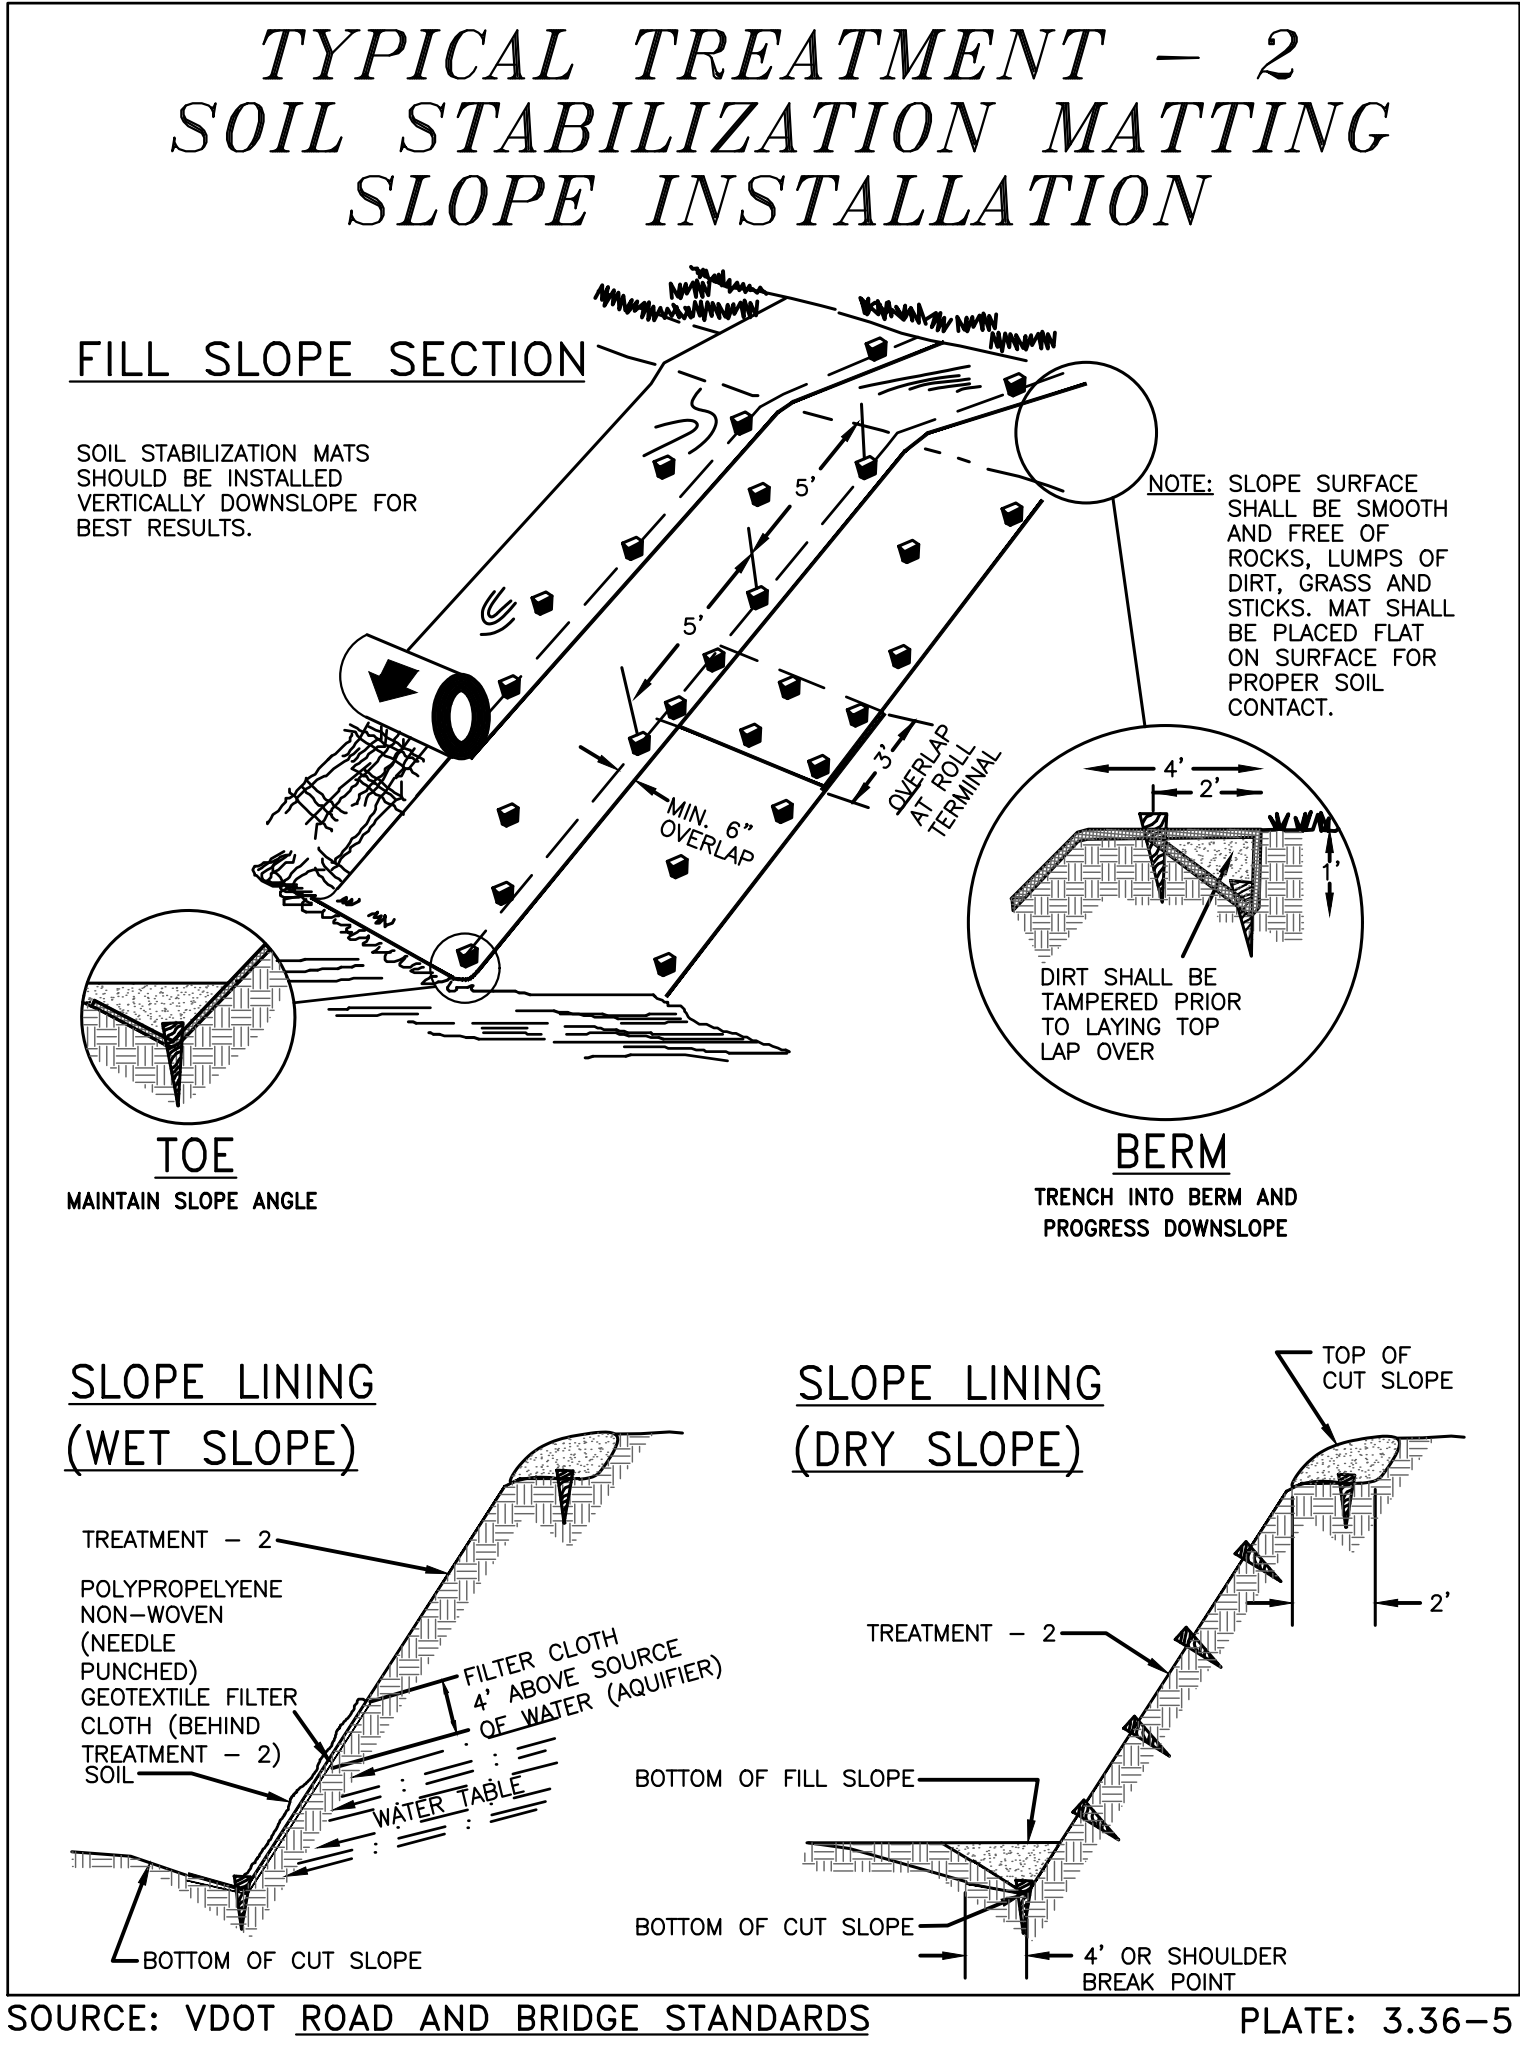 TYPICAL TREATMENT – 2
SOIL STABILIZATION MATTING
SLOPE INSTALLATION
FILL SLOPE SECTION
SOIL STABILIZATION MATS
SHOULD BE INSTALLED
VERTICALLY DOWNSLOPE FOR
BEST RESULTS.
5'
5'
NOTE: SLOPE SURFACE
SHALL BE SMOOTH
AND FREE OF
ROCKS, LUMPS OF
DIRT, GRASS AND
STICKS. MAT SHALL
BE PLACED FLAT
ON SURFACE FOR
PROPER SOIL
CONTACT.
MIN. 6"
OVERLAP
3'
OVERLAP
AT ROLL
TERMINAL
4'
2'
1'
DIRT SHALL BE
TAMPERED PRIOR
TO LAYING TOP
LAP OVER
TOE
MAINTAIN SLOPE ANGLE
BERM
TRENCH INTO BERM AND
PROGRESS DOWNSLOPE
SLOPE LINING
(WET SLOPE)
TREATMENT – 2
POLYPROPELYENE
NON–WOVEN
(NEEDLE
PUNCHED)
GEOTEXTILE FILTER
CLOTH (BEHIND
TREATMENT – 2)
SOIL
FILTER CLOTH
4' ABOVE SOURCE
OF WATER (AQUIFIER)
WATER TABLE
BOTTOM OF CUT SLOPE
SLOPE LINING
(DRY SLOPE)
TOP OF
CUT SLOPE
2'
TREATMENT – 2
BOTTOM OF FILL SLOPE
BOTTOM OF CUT SLOPE
4' OR SHOULDER
BREAK POINT
SOURCE: VDOT ROAD AND BRIDGE STANDARDS
PLATE: 3.36–5